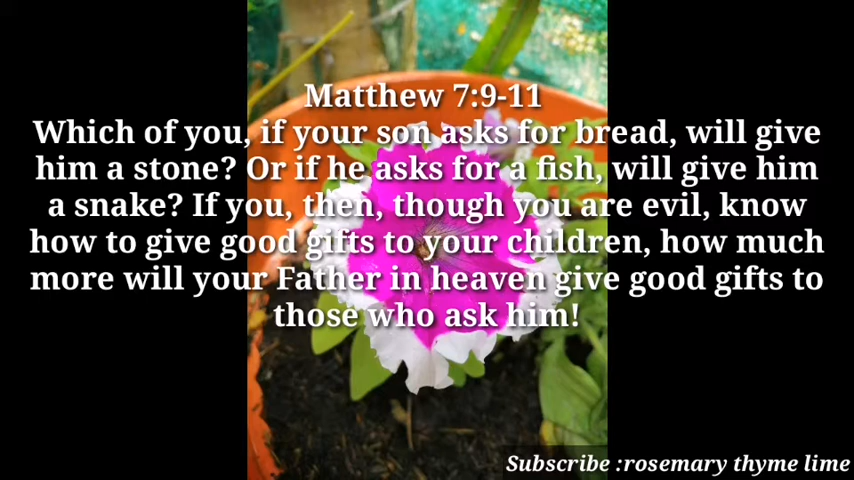 Matthew 7:9-11
Which of you, if your son asks for bread, will give
him a stone? Or if he asks for a fish, will give him
a snake? If you, then, though you are evil, know
how to give good gifts to your children, how much
more will your Father in heaven give good gifts to
those who ask him!
Subscribe :rosemary thyme lime